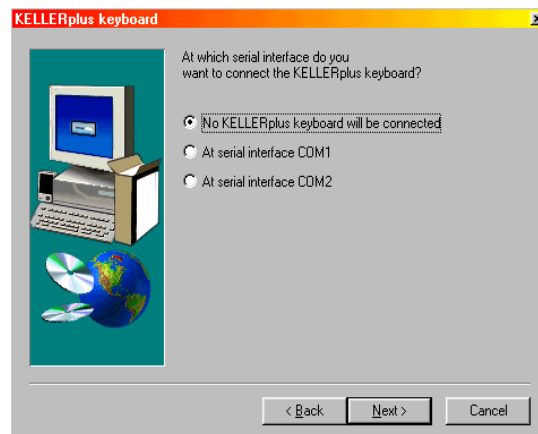 KELLERplus keyboard
At which serial interface do you
want to connect the KELLERplus keyboard?
No KELLERplus keyboard will be connected
At serial interface COM1
At serial interface COM2
< Back
Next >
Cancel